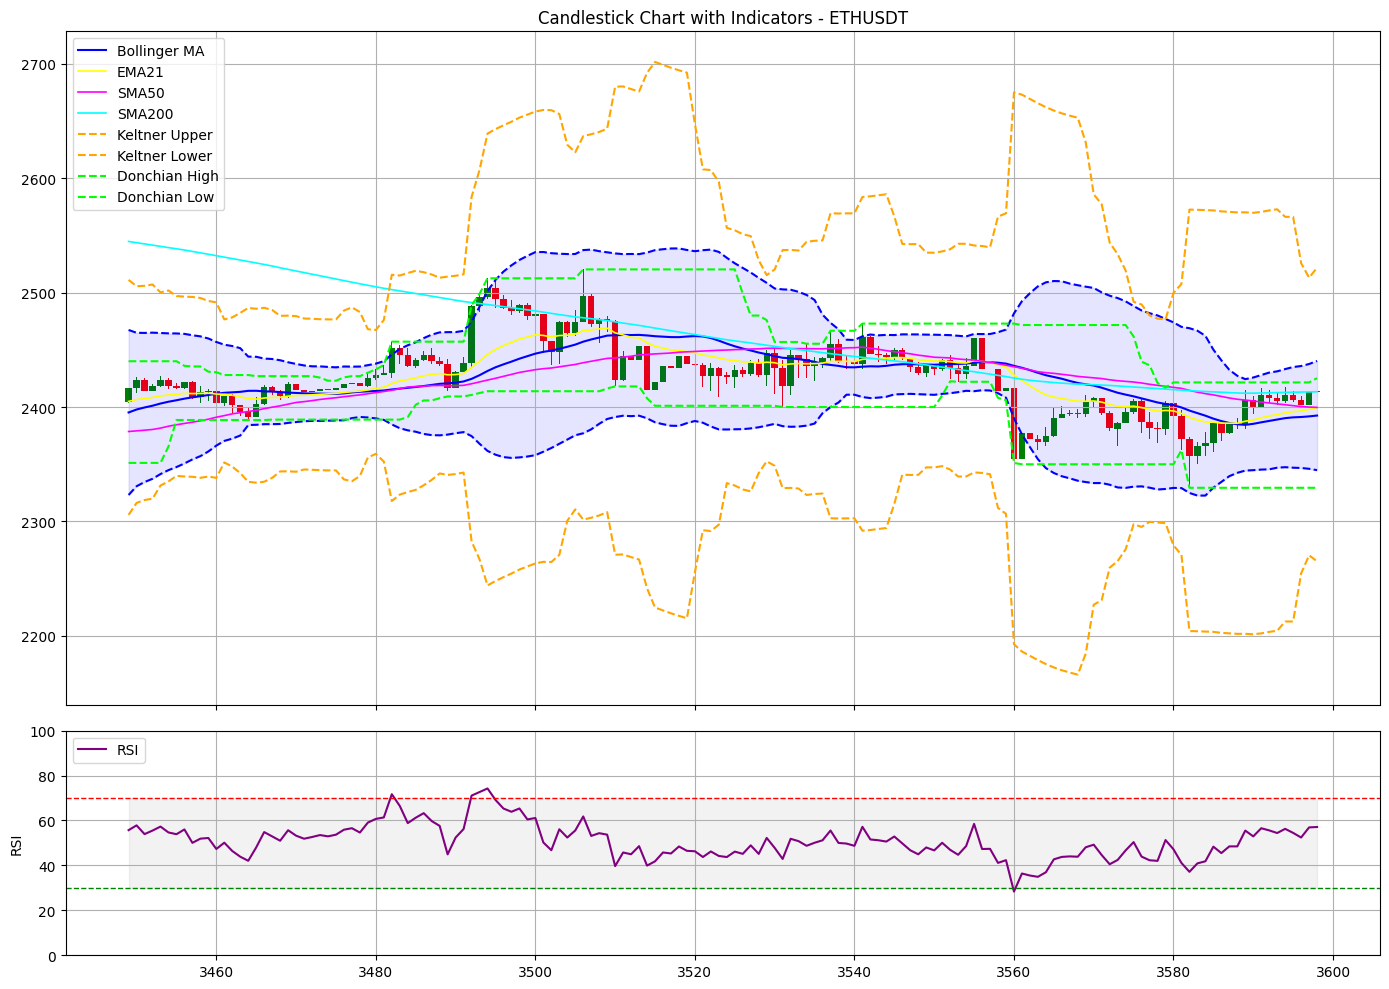 Candlestick Chart with Indicators - ETHUSDT
Bollinger MA
EMA21
SMA50
SMA200
Keltner Upper
Keltner Lower
Donchian High
Donchian Low
2700
2600
2500
2400
2300
2200
RSI
100
80
60
40
20
0
RSI
3460 3480 3500 3520 3540 3560 3580 3600